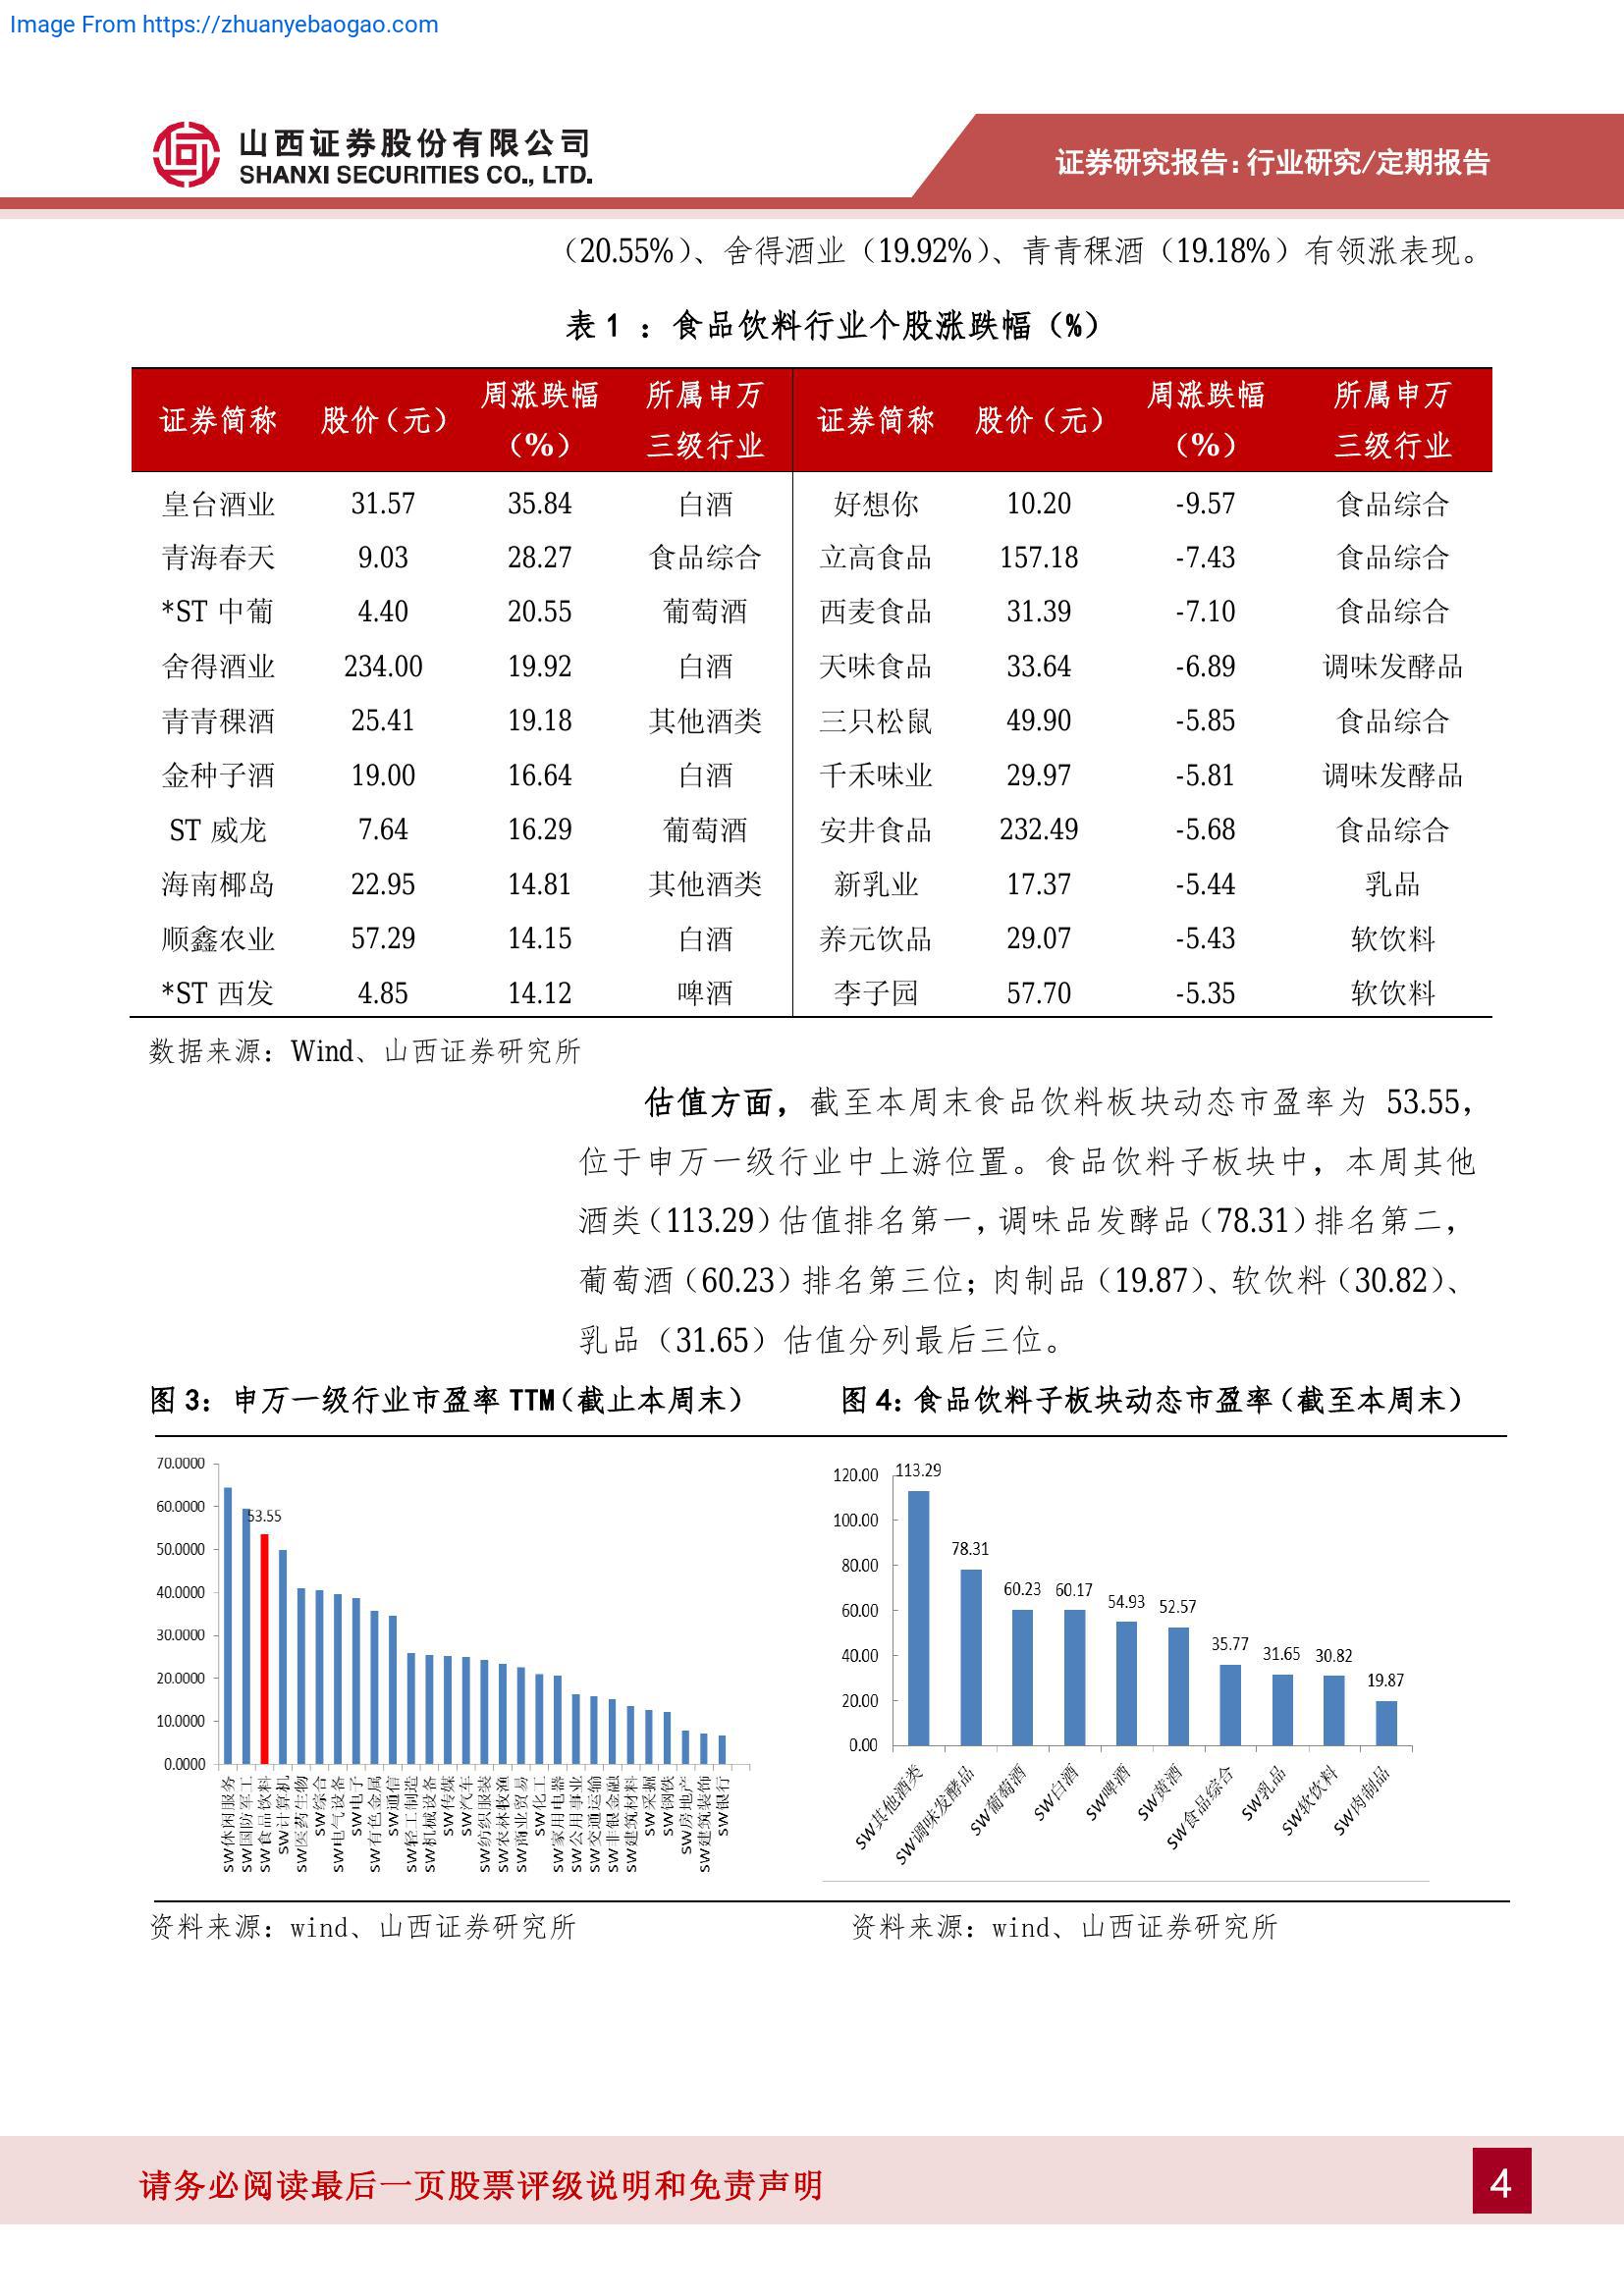 Image From https://zhuanyebaogao.com
山西证券股份有限公司
SHANXI SECURITIES CO., LTD.
证券研究报告:行业研究/定期报告
（20.55%）、舍得酒业（19.92%）、青青稞酒（19.18%）有领涨表现。
表 1 ：食品饮料行业个股涨跌幅（%）
证券简称 股价（元） 周涨跌幅（%） 所属申万三级行业 证券简称 股价（元） 周涨跌幅（%） 所属申万三级行业
皇台酒业 31.57 35.84 白酒 好想你 10.20 -9.57 食品综合
青海春天 9.03 28.27 食品综合 立高食品 157.18 -7.43 食品综合
*ST 中葡 4.40 20.55 葡萄酒 西麦食品 31.39 -7.10 食品综合
舍得酒业 234.00 19.92 白酒 天味食品 33.64 -6.89 调味发酵品
青青稞酒 25.41 19.18 其他酒类 三只松鼠 49.90 -5.85 食品综合
金种子酒 19.00 16.64 白酒 千禾味业 29.97 -5.81 调味发酵品
ST 威龙 7.64 16.29 葡萄酒 安井食品 232.49 -5.68 食品综合
海南椰岛 22.95 14.81 其他酒类 新乳业 17.37 -5.44 乳品
顺鑫农业 57.29 14.15 白酒 养元饮品 29.07 -5.43 软饮料
*ST 西发 4.85 14.12 啤酒 李子园 57.70 -5.35 软饮料
数据来源：Wind、山西证券研究所
估值方面，截至本周末食品饮料板块动态市盈率为 53.55，
位于申万一级行业中上游位置。食品饮料子板块中，本周其他
酒类（113.29）估值排名第一，调味品发酵品（78.31）排名第二，
葡萄酒（60.23）排名第三位；肉制品（19.87）、软饮料（30.82）、
乳品（31.65）估值分列最后三位。
图 3：申万一级行业市盈率 TTM（截止本周末）
70.0000
60.0000
50.0000
40.0000
30.0000
20.0000
10.0000
0.0000
53.55
SW休闲服务
SW国防军工
SW食品饮料
SW计算机
SW医药生物
SW综合
SW电气设备
SW电子
SW有色金属
SW通信
SW轻工制造
SW机械设备
SW传媒
SW汽车
SW纺织服装
SW农林牧渔
SW商业贸易
SW化工
SW家用电器
SW公用事业
SW交通运输
SW非银金融
SW建筑材料
SW采掘
SW钢铁
SW房地产
SW建筑装饰
SW银行
图 4：食品饮料子板块动态市盈率（截至本周末）
120.00
100.00
80.00
60.00
40.00
20.00
0.00
113.29
78.31
60.23
60.17
54.93
52.57
35.77
31.65
30.82
19.87
SW其他酒类
SW调味发酵品
SW葡萄酒
SW白酒
SW啤酒
SW黄酒
SW食品综合
SW乳品
SW软饮料
SW肉制品
资料来源：wind、山西证券研究所
资料来源：wind、山西证券研究所
请务必阅读最后一页股票评级说明和免责声明
4